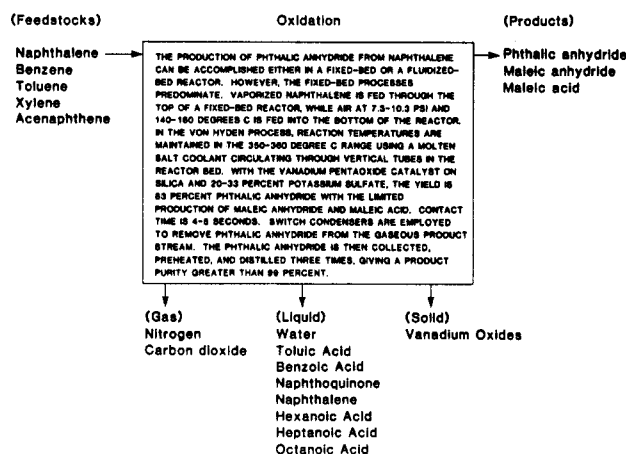 (Feedstocks) Oxidation (Products)
Naphthalene
Benzene
Toluene
Xylene
Acenaphthene
THE PRODUCTION OF PHTHALIC ANHYDRIDE FROM NAPHTHALENE
CAN BE ACCOMPLISHED EITHER IN A FIXED-BED OR A FLUIDIZED-
BED REACTOR. HOWEVER, THE FIXED-BED PROCESSES
PREDOMINATE. VAPORIZED NAPHTHALENE IS FED THROUGH THE
TOP OF A FIXED-BED REACTOR, WHILE AIR AT 7.3-10.3 PSI AND
140-160 DEGREES C IS FED INTO THE BOTTOM OF THE REACTOR.
IN THE VON HYDEN PROCESS, REACTION TEMPERATURES ARE
MAINTAINED IN THE 350-360 DEGREE C RANGE USING A MOLTEN
SALT COOLANT CIRCULATING THROUGH VERTICAL TUBES IN THE
REACTOR BED. WITH THE VANADIUM PENTAOXIDE CATALYST ON
SILICA AND 20-33 PERCENT POTASSIUM SULFATE, THE YIELD IS
83 PERCENT PHTHALIC ANHYDRIDE WITH THE LIMITED
PRODUCTION OF MALEIC ANHYDRIDE AND MALEIC ACID. CONTACT
TIME IS 4-5 SECONDS. SWITCH CONDENSERS ARE EMPLOYED
TO REMOVE PHTHALIC ANHYDRIDE FROM THE GASEOUS PRODUCT
STREAM. THE PHTHALIC ANHYDRIDE IS THEN COLLECTED,
PREHEATED, AND DISTILLED THREE TIMES, GIVING A PRODUCT
PURITY GREATER THAN 99 PERCENT.
Phthalic anhydride
Maleic anhydride
Maleic acid
(Gas)
Nitrogen
Carbon dioxide
(Liquid)
Water
Toluic Acid
Benzoic Acid
Naphthoquinone
Naphthalene
Hexanoic Acid
Heptanoic Acid
Octanoic Acid
(Solid)
Vanadium Oxides